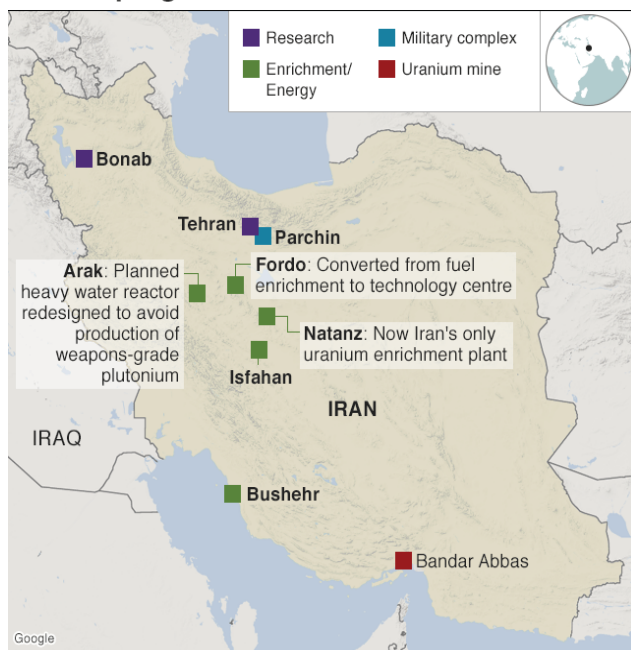 Research
Military complex
Enrichment/
Energy
Uranium mine
Bonab
Tehran
Parchin
Arak: Planned
heavy water reactor
redesigned to avoid
production of
weapons-grade
plutonium
Fordo: Converted from fuel
enrichment to technology centre
Natanz: Now Iran's only
uranium enrichment plant
Isfahan
IRAN
IRAQ
Bushehr
Bandar Abbas
Google